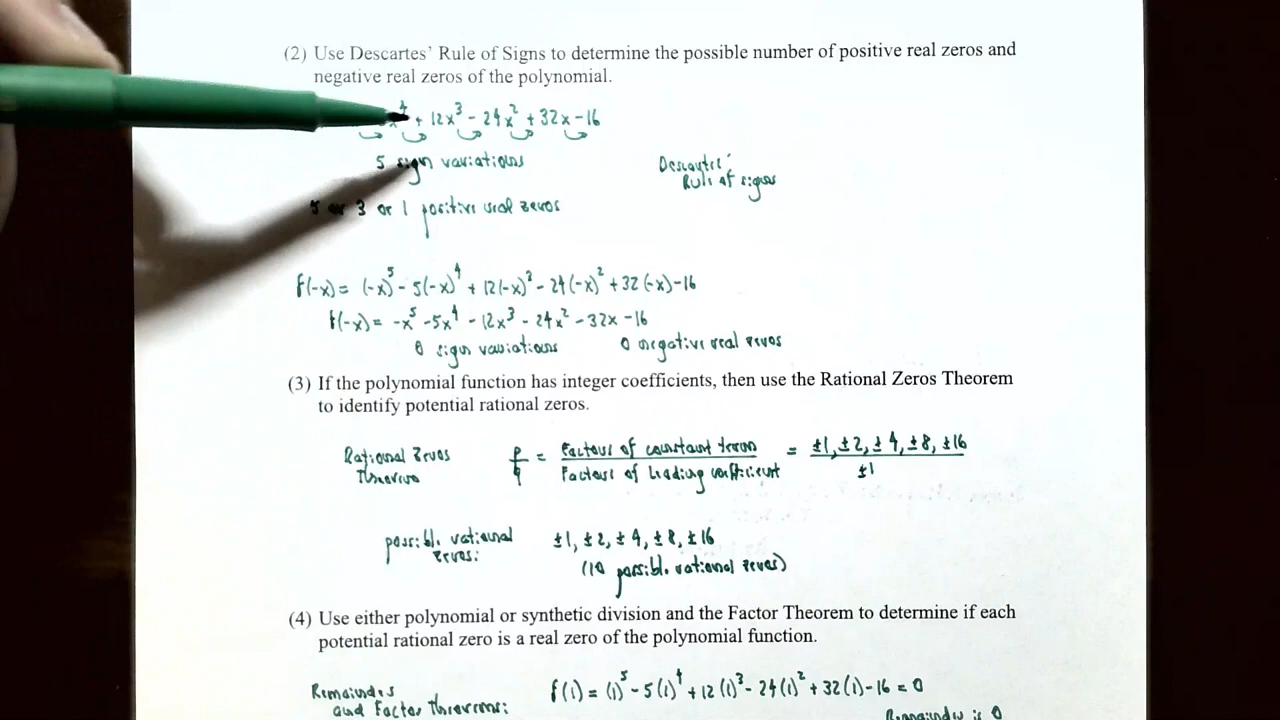 (2) Use Descartes' Rule of Signs to determine the possible number of positive real zeros and
negative real zeros of the polynomial.
x⁴ + 12x³ - 24x² + 32x - 16
5 sign variations
Descartes'
Rule of signs
5 or 3 or 1 positive real zeros
f(-x) = (-x)⁵ - 5(-x)⁴ + 12(-x)³ - 24(-x)² + 32(-x) - 16
f(-x) = -x⁵ - 5x⁴ - 12x³ - 24x² - 32x - 16
0 sign variations 0 negative real zeros
(3) If the polynomial function has integer coefficients, then use the Rational Zeros Theorem
to identify potential rational zeros.
Rational Zeros
Theorem
p/q = Factors of constant term / Factors of leading coefficient = ±1, ±2, ±4, ±8, ±16 / ±1
possible rational
zeros:
±1, ±2, ±4, ±8, ±16
(10 possible rational zeros)
(4) Use either polynomial or synthetic division and the Factor Theorem to determine if each
potential rational zero is a real zero of the polynomial function.
Remainder
and Factor Theorems:
f(1) = (1)⁵ - 5(1)⁴ + 12(1)³ - 24(1)² + 32(1) - 16 = 0
Remainder is 0